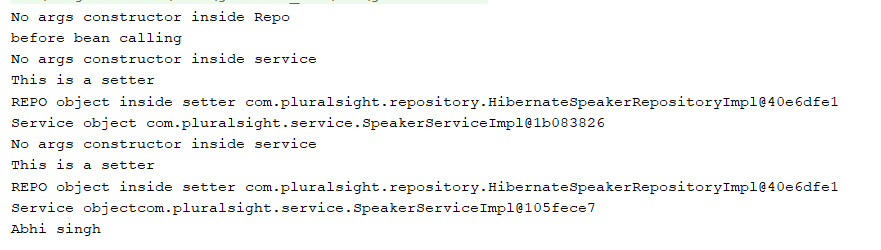 No args constructor inside Repo
before bean calling
No args constructor inside service
This is a setter
REPO object inside setter com.pluralsight.repository.HibernateSpeakerRepositoryImpl@40e6dfe1
Service object com.pluralsight.service.SpeakerServiceImpl@1b083826
No args constructor inside service
This is a setter
REPO object inside setter com.pluralsight.repository.HibernateSpeakerRepositoryImpl@40e6dfe1
Service objectcom.pluralsight.service.SpeakerServiceImpl@105fece7
Abhi singh